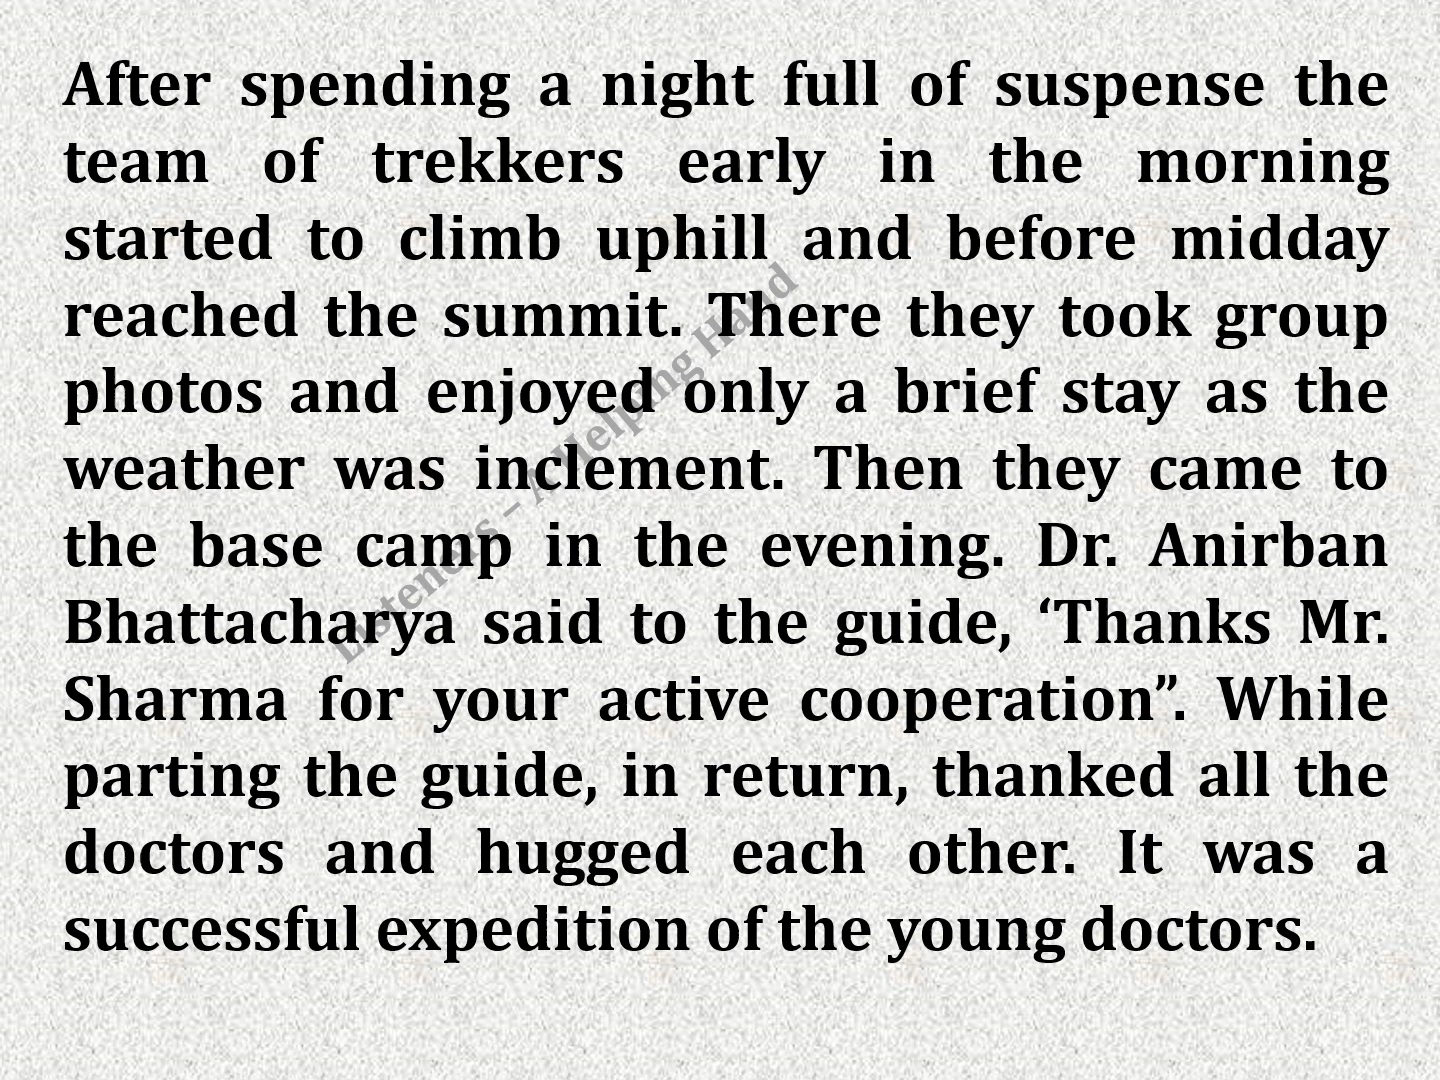 After spending a night full of suspense the
team of trekkers early in the morning
started to climb uphill and before midday
reached the summit. There they took group
photos and enjoyed only a brief stay as the
weather was inclement. Then they came to
the base camp in the evening. Dr. Anirban
Bhattacharya said to the guide, ‘Thanks Mr.
Sharma for your active cooperation”. While
parting the guide, in return, thanked all the
doctors and hugged each other. It was a
successful expedition of the young doctors.
Listeners – A Helping Hand